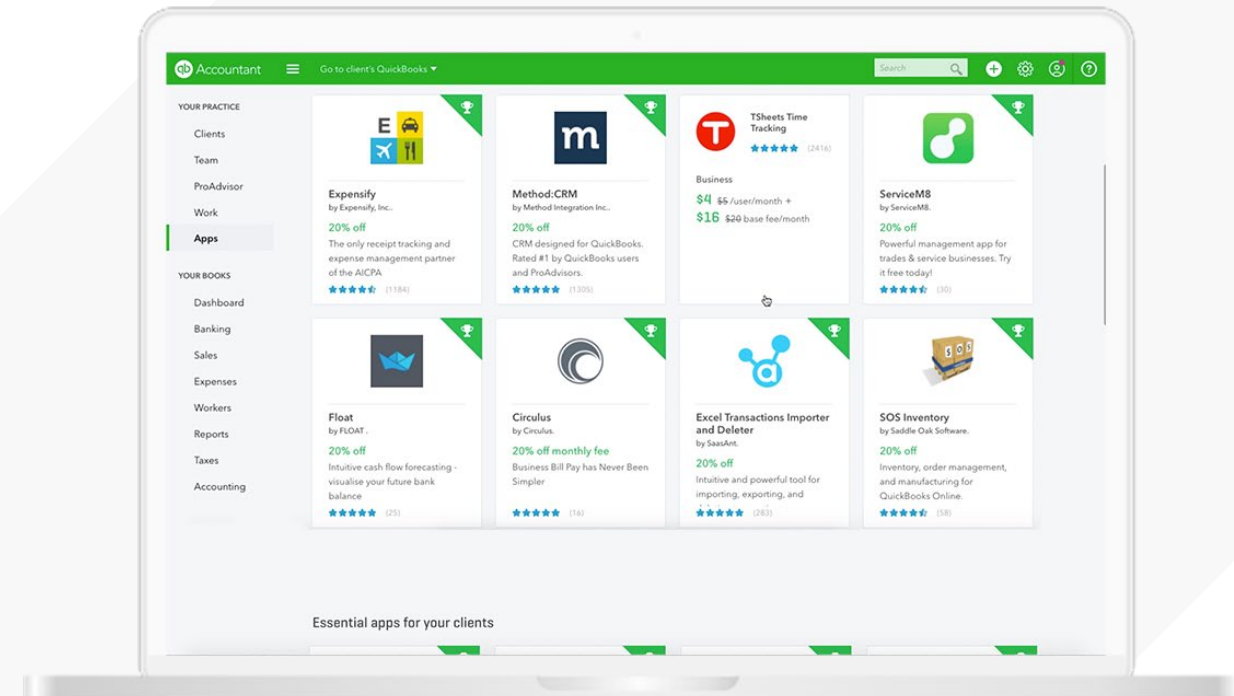 qb Accountant
Go to client's QuickBooks
Search
YOUR PRACTICE
Clients
Team
ProAdvisor
Work
Apps
YOUR BOOKS
Dashboard
Banking
Sales
Expenses
Workers
Reports
Taxes
Accounting
E
Expensify
by Expensify, Inc..
20% off
The only receipt tracking and
expense management partner
of the AICPA
(1184)
m
Method:CRM
by Method Integration Inc..
20% off
CRM designed for QuickBooks.
Rated #1 by QuickBooks users
and ProAdvisors.
(1305)
T
TSheets Time
Tracking
(2416)
Business
$4 $5 /user/month +
$16 $20 base fee/month
ServiceM8
by ServiceM8.
20% off
Powerful management app for
trades & service businesses. Try
it free today!
(30)
Float
by FLOAT .
20% off
Intuitive cash flow forecasting -
visualise your future bank
balance
(25)
Circulus
by Circulus.
20% off monthly fee
Business Bill Pay has Never Been
Simpler
(16)
a
Excel Transactions Importer
and Deleter
by SaasAnt.
20% off
Intuitive and powerful tool for
importing, exporting, and
(283)
SOS
SOS Inventory
by Saddle Oak Software.
20% off
Inventory, order management,
and manufacturing for
QuickBooks Online.
(58)
Essential apps for your clients